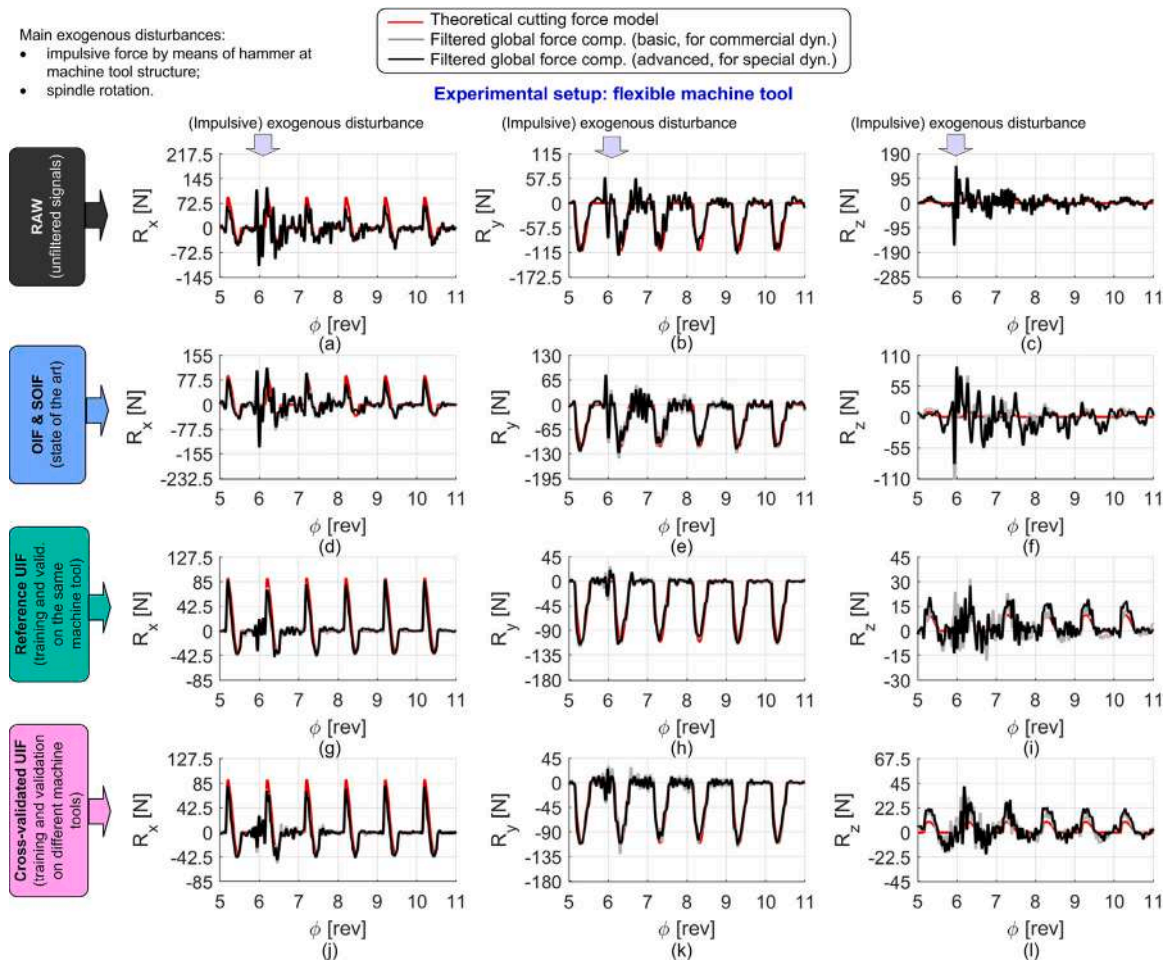 Main exogenous disturbances:
• impulsive force by means of hammer at
machine tool structure;
• spindle rotation.
Theoretical cutting force model
Filtered global force comp. (basic, for commercial dyn.)
Filtered global force comp. (advanced, for special dyn.)
Experimental setup: flexible machine tool
(Impulsive) exogenous disturbance
(Impulsive) exogenous disturbance
(Impulsive) exogenous disturbance
RAW
(unfiltered signals)
R_x [N]
217.5
145
72.5
0
-72.5
-145
5 6 7 8 9 10 11
ϕ [rev]
(a)
R_y [N]
115
57.5
0
-57.5
-115
-172.5
5 6 7 8 9 10 11
ϕ [rev]
(b)
R_z [N]
190
95
0
-95
-190
-285
5 6 7 8 9 10 11
ϕ [rev]
(c)
OIF & SOIF
(state of the art)
R_x [N]
155
77.5
0
-77.5
-155
-232.5
5 6 7 8 9 10 11
ϕ [rev]
(d)
R_y [N]
130
65
0
-65
-130
-195
5 6 7 8 9 10 11
ϕ [rev]
(e)
R_z [N]
110
55
0
-55
-110
5 6 7 8 9 10 11
ϕ [rev]
(f)
Reference UIF
(training and valid.
on the same
machine tool)
R_x [N]
127.5
85
42.5
0
-42.5
-85
5 6 7 8 9 10 11
ϕ [rev]
(g)
R_y [N]
45
0
-45
-90
-135
-180
5 6 7 8 9 10 11
ϕ [rev]
(h)
R_z [N]
45
30
15
0
-15
-30
5 6 7 8 9 10 11
ϕ [rev]
(i)
Cross-validated UIF
(training and validation
on different machine
tools)
R_x [N]
127.5
85
42.5
0
-42.5
-85
5 6 7 8 9 10 11
ϕ [rev]
(j)
R_y [N]
45
0
-45
-90
-135
-180
5 6 7 8 9 10 11
ϕ [rev]
(k)
R_z [N]
67.5
45
22.5
0
-22.5
-45
5 6 7 8 9 10 11
ϕ [rev]
(l)